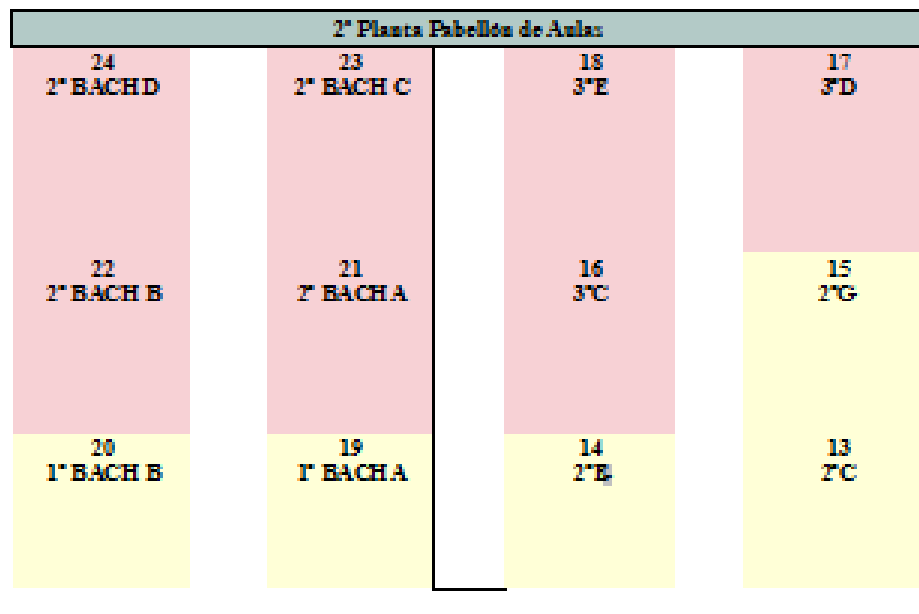 2ª Planta Pabellón de Aulas
24
2º BACH D
23
2º BACH C
18
3ºE
17
3ºD
22
2º BACH B
21
2º BACH A
16
3ºC
15
2ºG
20
1º BACH B
19
1º BACH A
14
2ºE
13
2ºC